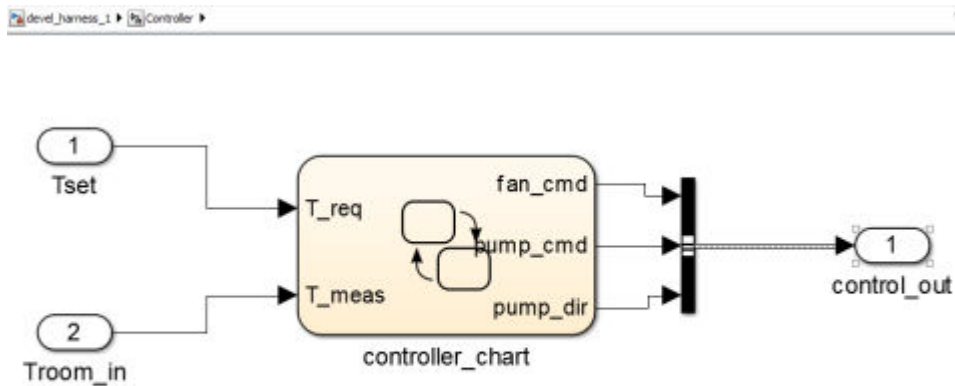 devel_harness_1 Controller
1
Tset
2
Troom_in
T_req
T_meas
fan_cmd
pump_cmd
pump_dir
controller_chart
1
control_out